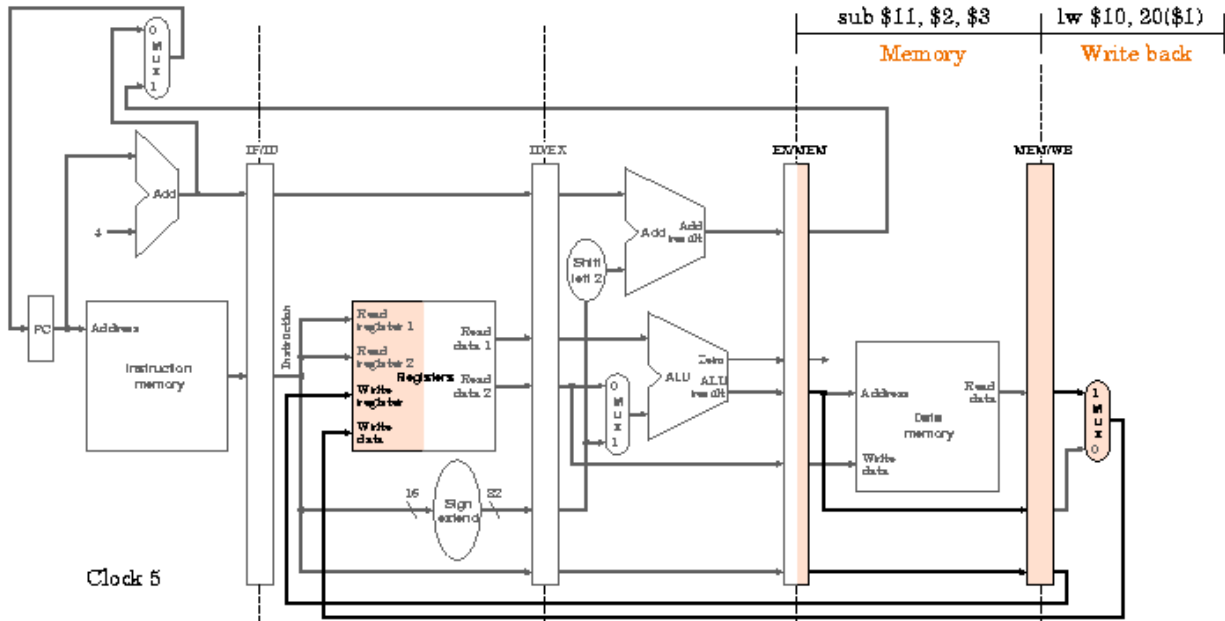 sub $11, $2, $3
lw $10, 20($1)
Memory
Write back
0
M
u
x
1
IF/ID
ID/EX
EX/MEM
MEM/WB
Add
4
Add
Add
result
Shift
left 2
PC
Address
Instruction
memory
Instruction
Read
register 1
Read
register 2
Registers
Write
register
Write
data
Read
data 1
Read
data 2
0
M
u
x
1
Zero
ALU
ALU
result
Address
Read
data
Data
memory
Write
data
1
M
u
x
0
16
Sign
extend
32
Clock 5